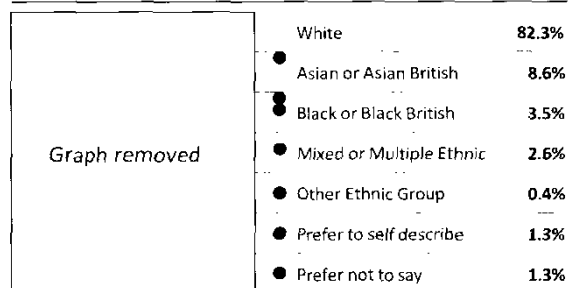 White 82.3%
Asian or Asian British 8.6%
Black or Black British 3.5%
Graph removed
Mixed or Multiple Ethnic 2.6%
Other Ethnic Group 0.4%
Prefer to self describe 1.3%
Prefer not to say 1.3%